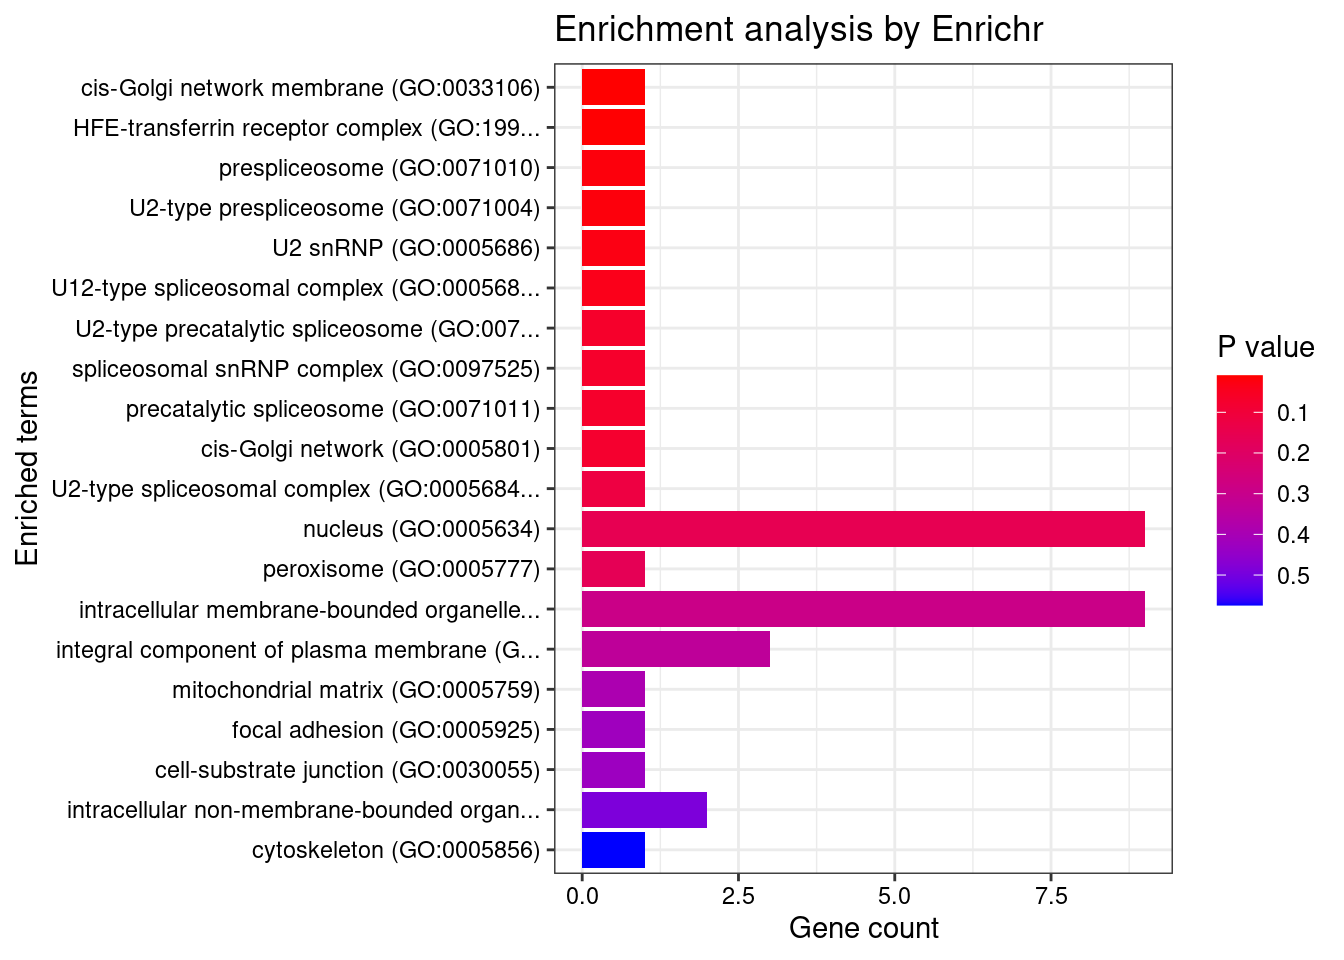 Enrichment analysis by Enrichr
cis-Golgi network membrane (GO:0033106)
HFE-transferrin receptor complex (GO:199...
prespliceosome (GO:0071010)
U2-type prespliceosome (GO:0071004)
U2 snRNP (GO:0005686)
U12-type spliceosomal complex (GO:000568...
U2-type precatalytic spliceosome (GO:007...
spliceosomal snRNP complex (GO:0097525)
precatalytic spliceosome (GO:0071011)
cis-Golgi network (GO:0005801)
U2-type spliceosomal complex (GO:0005684...
nucleus (GO:0005634)
peroxisome (GO:0005777)
intracellular membrane-bounded organelle...
integral component of plasma membrane (G...
mitochondrial matrix (GO:0005759)
focal adhesion (GO:0005925)
cell-substrate junction (GO:0030055)
intracellular non-membrane-bounded organ...
cytoskeleton (GO:0005856)
Enriched terms
0.0 2.5 5.0 7.5
Gene count
P value
0.1
0.2
0.3
0.4
0.5